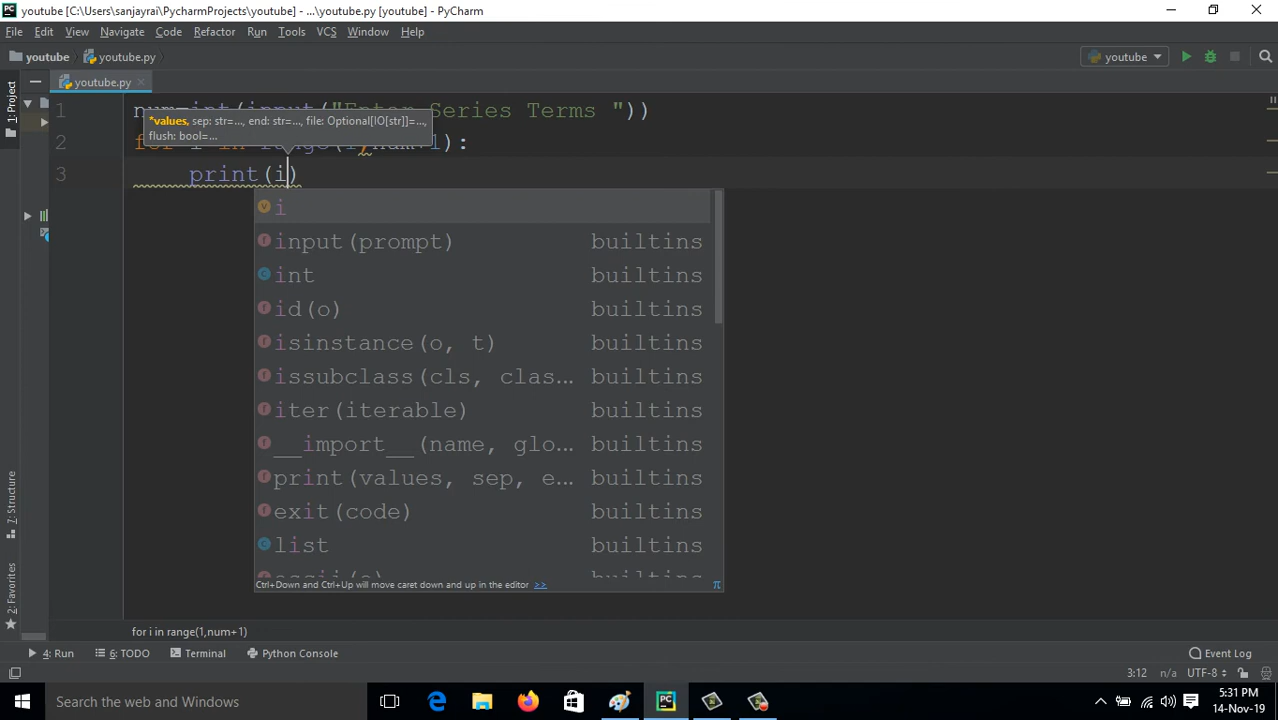 youtube [C:\Users\sanjayrai\PycharmProjects\youtube] - ...\youtube.py [youtube] - PyCharm
File Edit View Navigate Code Refactor Run Tools VCS Window Help
youtube youtube.py youtube
youtube.py
1: Project
1 num=int(input("Enter Series Terms "))
*values, sep: str=..., end: str=..., file: Optional[IO[str]]=...,
flush: bool=...
2 for i in range(1,num+1):
3 print(i)
i
input(prompt) builtins
int builtins
id(o) builtins
isinstance(o, t) builtins
issubclass(cls, clas... builtins
iter(iterable) builtins
__import__(name, glo... builtins
print(values, sep, e... builtins
exit(code) builtins
list builtins
ascii(o) builtins
Ctrl+Down and Ctrl+Up will move caret down and up in the editor >> π
7: Structure
2: Favorites
for i in range(1,num+1)
4: Run 6: TODO Terminal Python Console Event Log
3:12 n/a UTF-8
Search the web and Windows
5:31 PM
14-Nov-19